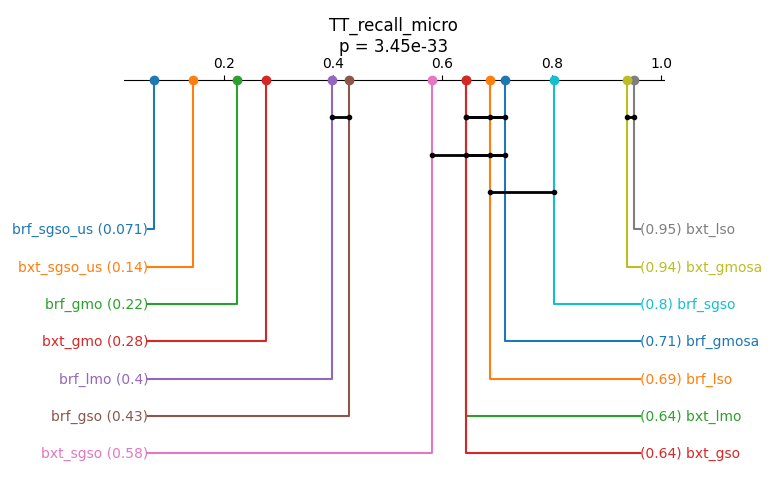 TT_recall_micro
p = 3.45e-33
0.2 0.4 0.6 0.8 1.0
brf_sgso_us (0.071) (0.95) bxt_lso
bxt_sgso_us (0.14) (0.94) bxt_gmosa
brf_gmo (0.22) (0.8) brf_sgso
bxt_gmo (0.28) (0.71) brf_gmosa
brf_lmo (0.4) (0.69) brf_lso
brf_gso (0.43) (0.64) bxt_lmo
bxt_sgso (0.58) (0.64) bxt_gso